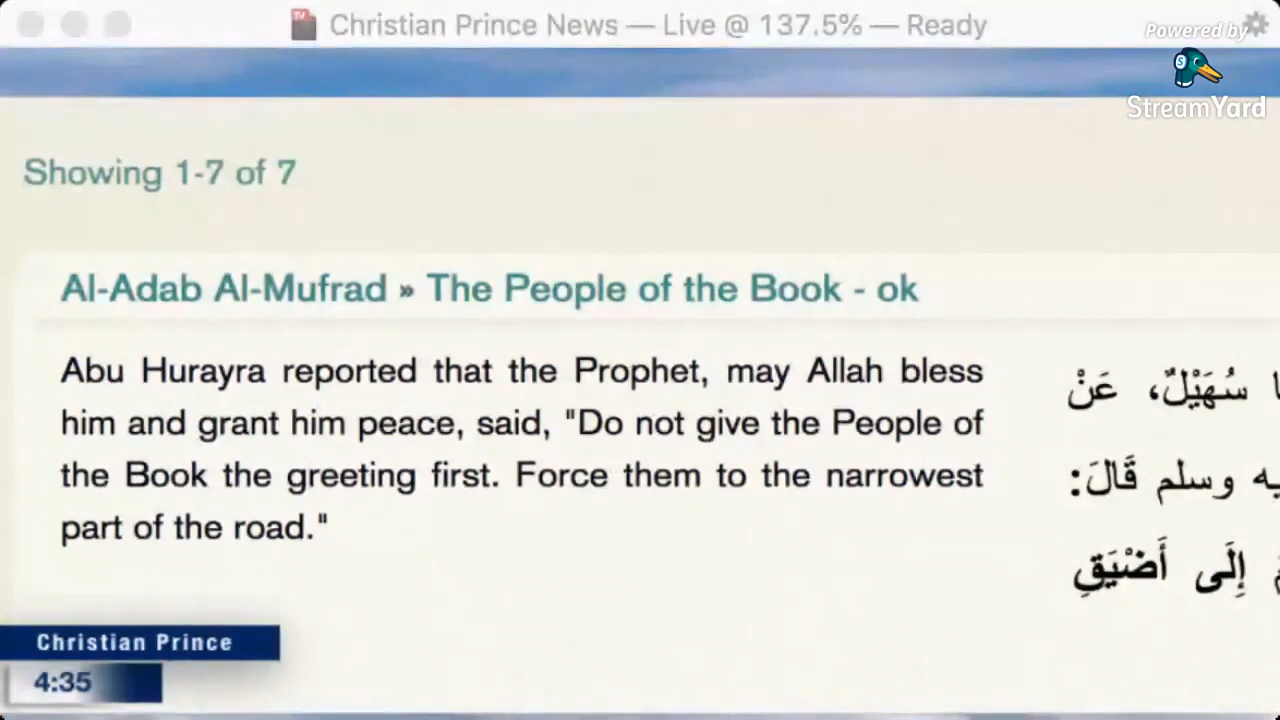 Christian Prince News — Live @ 137.5% — Ready
Powered by
StreamYard
Showing 1-7 of 7
Al-Adab Al-Mufrad » The People of the Book - ok
Abu Hurayra reported that the Prophet, may Allah bless
him and grant him peace, said, "Do not give the People of
the Book the greeting first. Force them to the narrowest
part of the road."
سُهَيْلٌ، عَنْ
وسلم قَالَ:
إِلَى أَضْيَقِ
Christian Prince
4:35